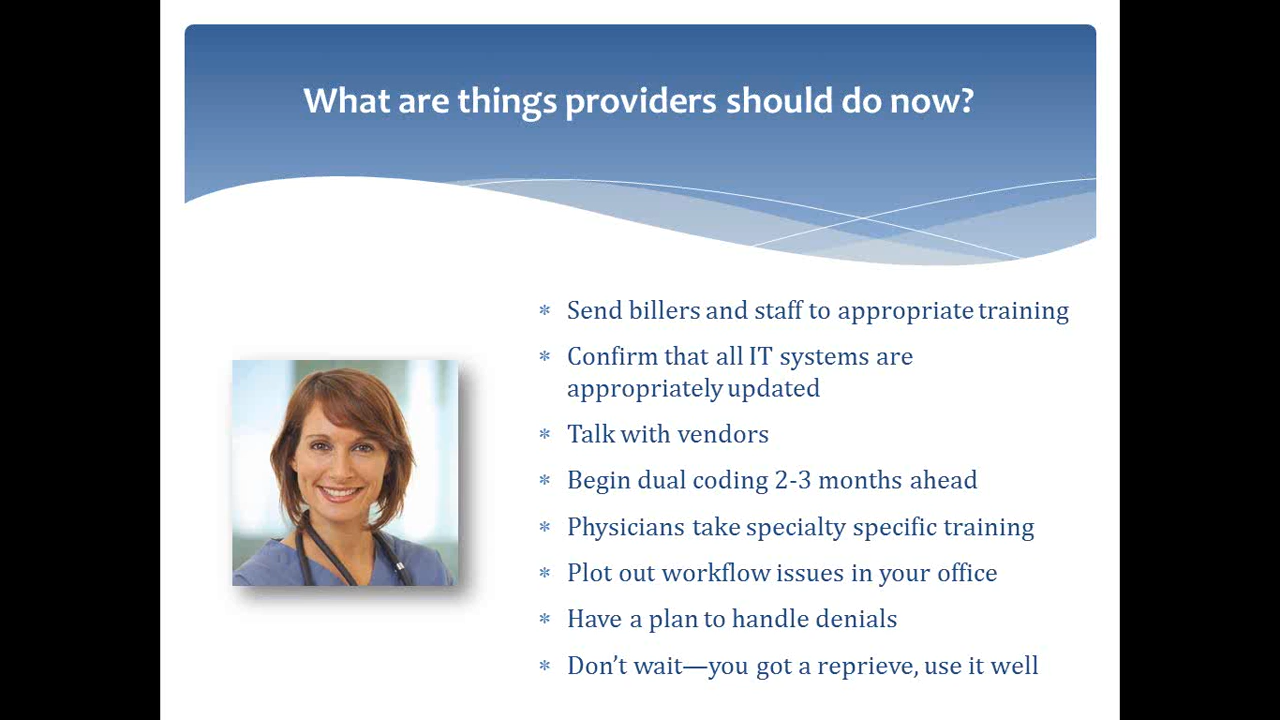 What are things providers should do now?
* Send billers and staff to appropriate training
* Confirm that all IT systems are
appropriately updated
* Talk with vendors
* Begin dual coding 2-3 months ahead
* Physicians take specialty specific training
* Plot out workflow issues in your office
* Have a plan to handle denials
* Don’t wait—you got a reprieve, use it well